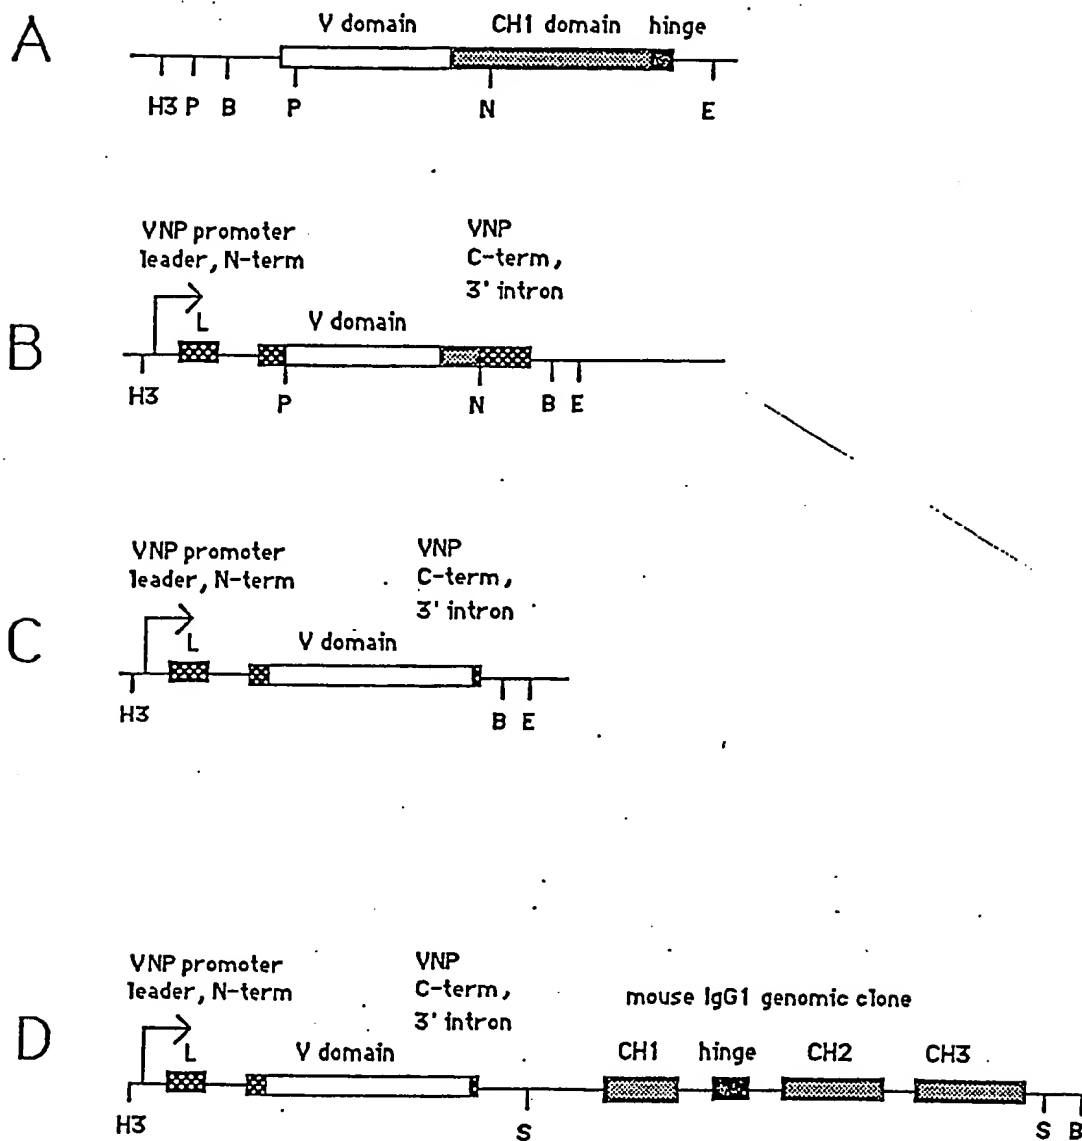 A
V domain CH1 domain hinge
H3 P B P N E
B
VNP promoter
leader, N-term
VNP
C-term,
3' intron
L
V domain
H3 P N B E
C
VNP promoter
leader, N-term
VNP
C-term,
3' intron
L
V domain
H3 B E
D
VNP promoter
leader, N-term
VNP
C-term,
3' intron
mouse IgG1 genomic clone
L
V domain
CH1 hinge CH2 CH3
H3 S S B